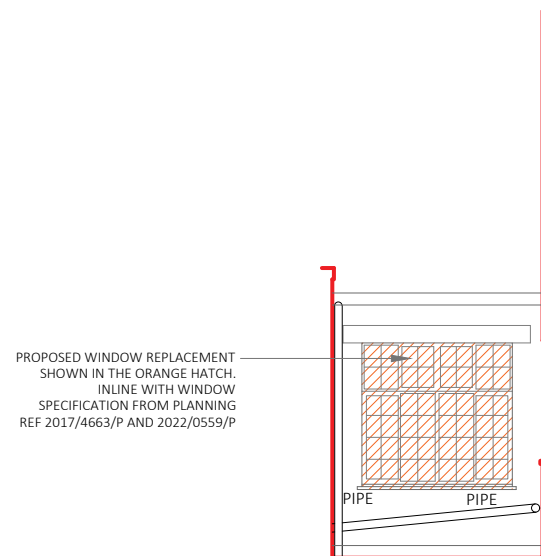 PROPOSED WINDOW REPLACEMENT
SHOWN IN THE ORANGE HATCH.
INLINE WITH WINDOW
SPECIFICATION FROM PLANNING
REF 2017/4663/P AND 2022/0559/P
PIPE
PIPE